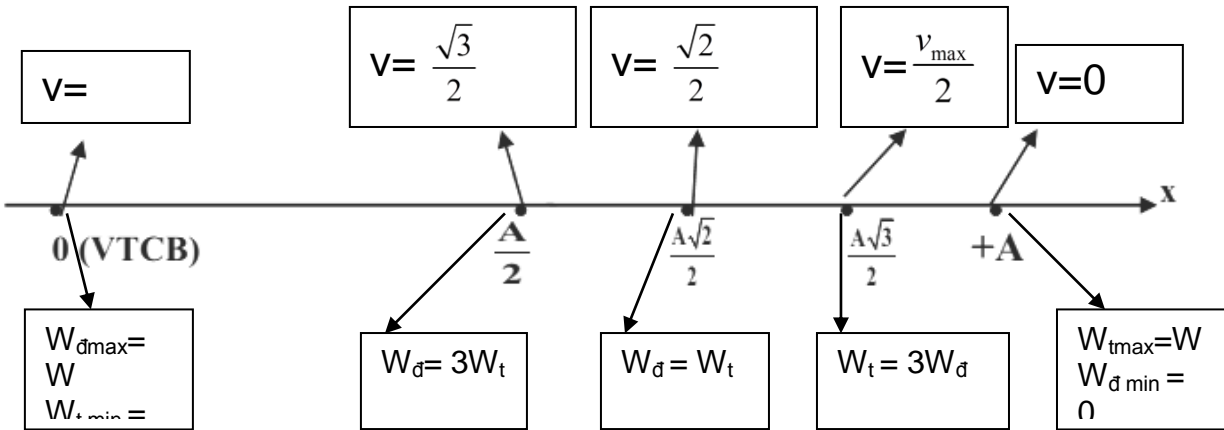 v=
v= √3/2
v= √2/2
v= v_max/2
v=0
x
0 (VTCB)
A/2
A√2/2
A√3/2
+A
W_đmax=
W
W_t min =
W_đ= 3W_t
W_đ = W_t
W_t = 3W_đ
W_tmax=W
W_đ min =
0